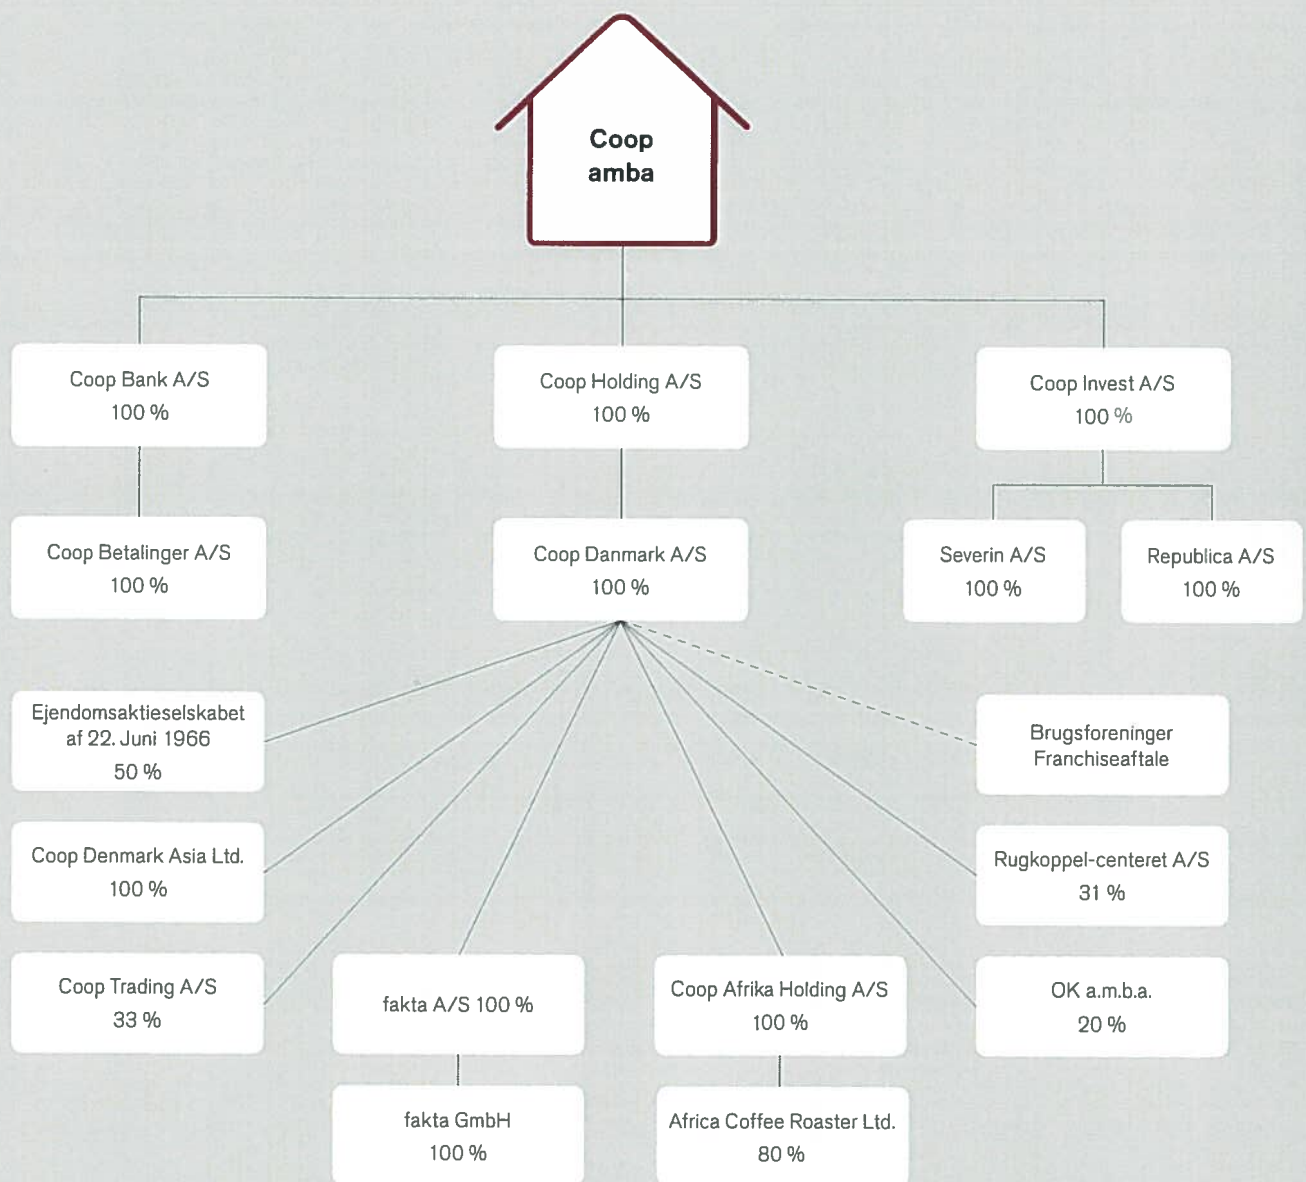 Coop
amba
Coop Bank A/S
100 %
Coop Holding A/S
100 %
Coop Invest A/S
100 %
Coop Betalinger A/S
100 %
Coop Danmark A/S
100 %
Severin A/S
100 %
Republica A/S
100 %
Ejendomsaktieselskabet
af 22. Juni 1966
50 %
Brugsforeninger
Franchiseaftale
Coop Denmark Asia Ltd.
100 %
Rugkoppel-centeret A/S
31 %
Coop Trading A/S
33 %
fakta A/S 100 %
Coop Afrika Holding A/S
100 %
OK a.m.b.a.
20 %
fakta GmbH
100 %
Africa Coffee Roaster Ltd.
80 %